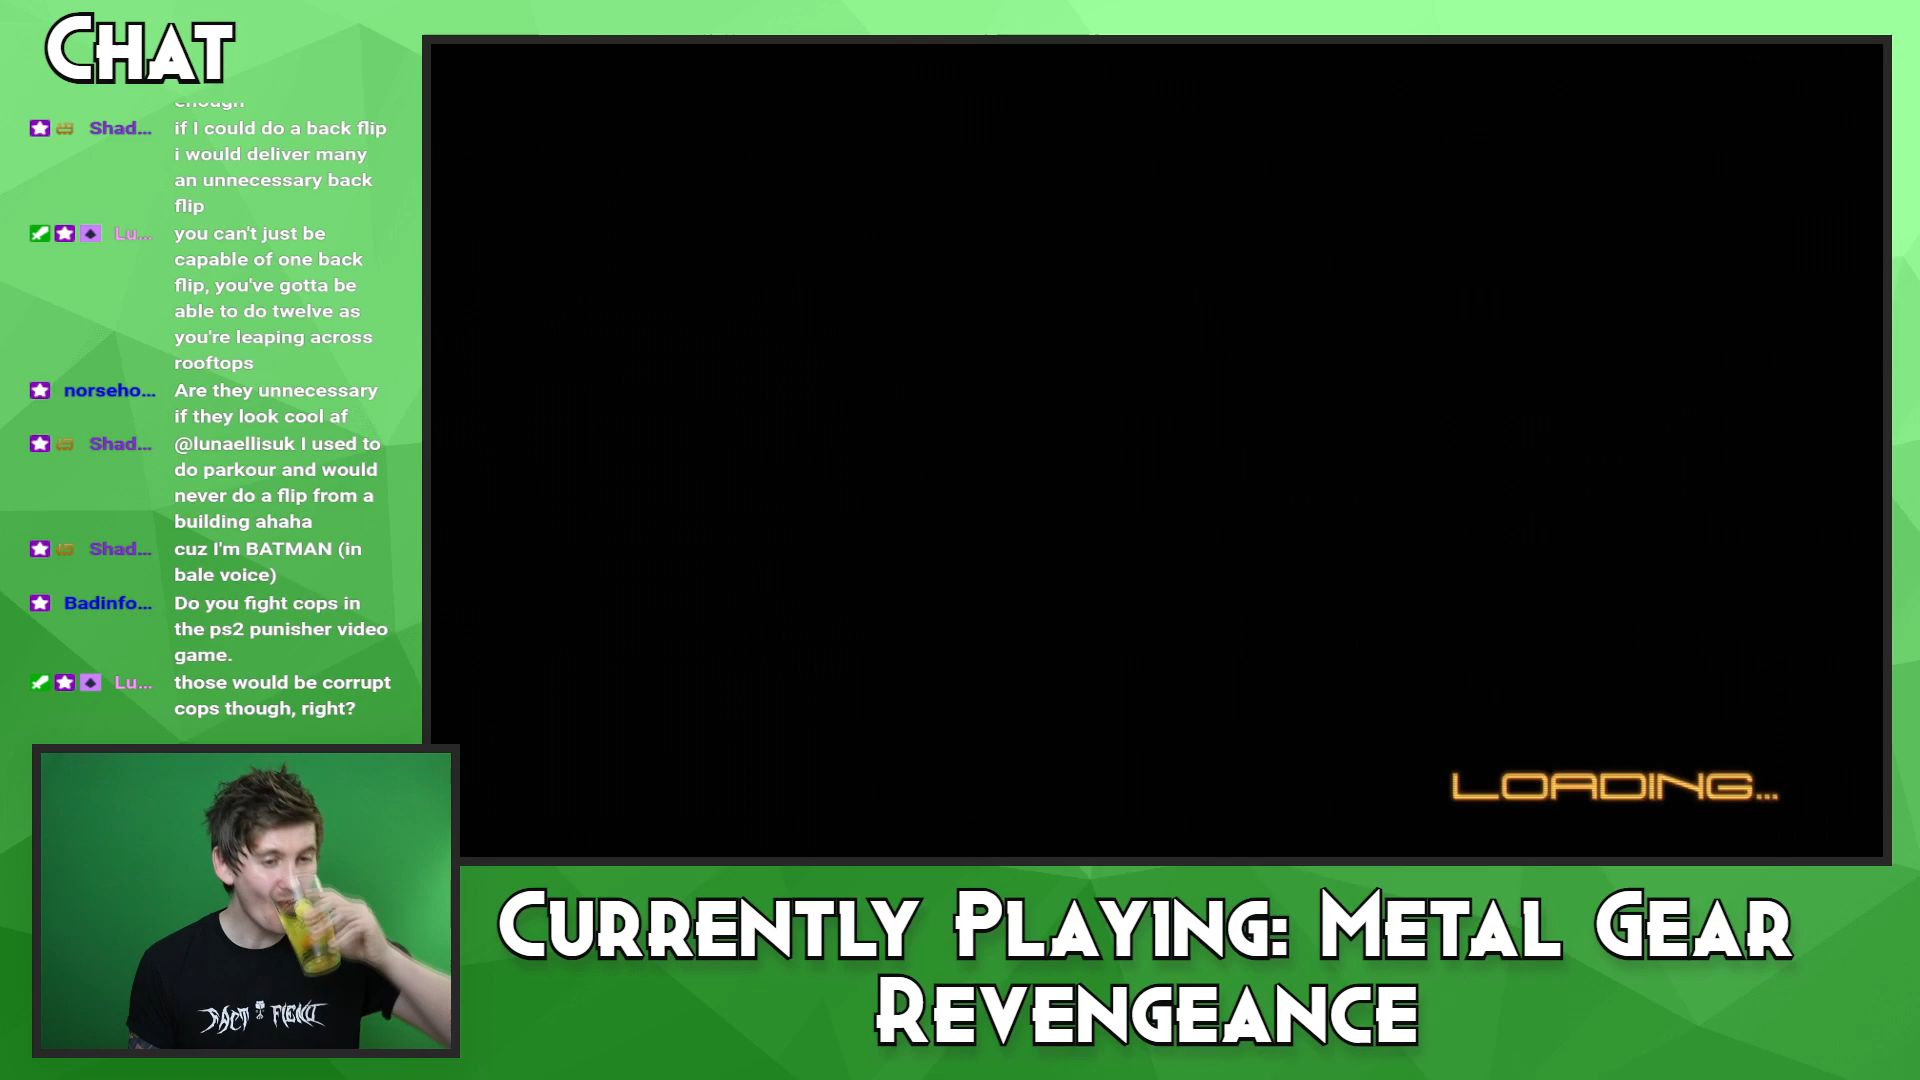 CHAT
enough
Shad... if I could do a back flip
i would deliver many
an unnecessary back
flip
Lu... you can't just be
capable of one back
flip, you've gotta be
able to do twelve as
you're leaping across
rooftops
norseho... Are they unnecessary
if they look cool af
Shad... @lunaellisuk I used to
do parkour and would
never do a flip from a
building ahaha
Shad... cuz I'm BATMAN (in
bale voice)
Badinfo... Do you fight cops in
the ps2 punisher video
game.
Lu... those would be corrupt
cops though, right?
LOADING...
FACT FIEND
CURRENTLY PLAYING: METAL GEAR
REVENGEANCE